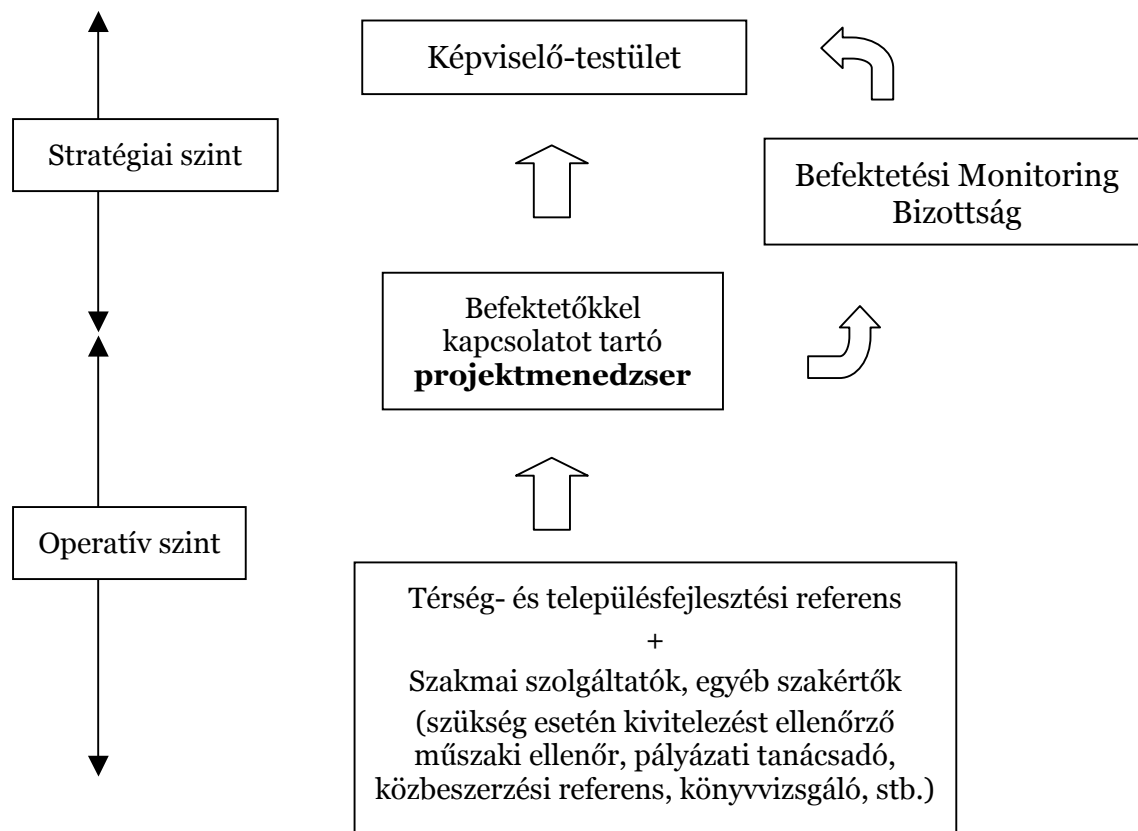 Képviselő-testület
Stratégiai szint
Befektetési Monitoring
Bizottság
Befektetőkkel
kapcsolatot tartó
projektmenedzser
Operatív szint
Térség- és településfejlesztési referens
+
Szakmai szolgáltatók, egyéb szakértők
(szükség esetén kivitelezést ellenőrző
műszaki ellenőr, pályázati tanácsadó,
közbeszerzési referens, könyvvizsgáló, stb.)